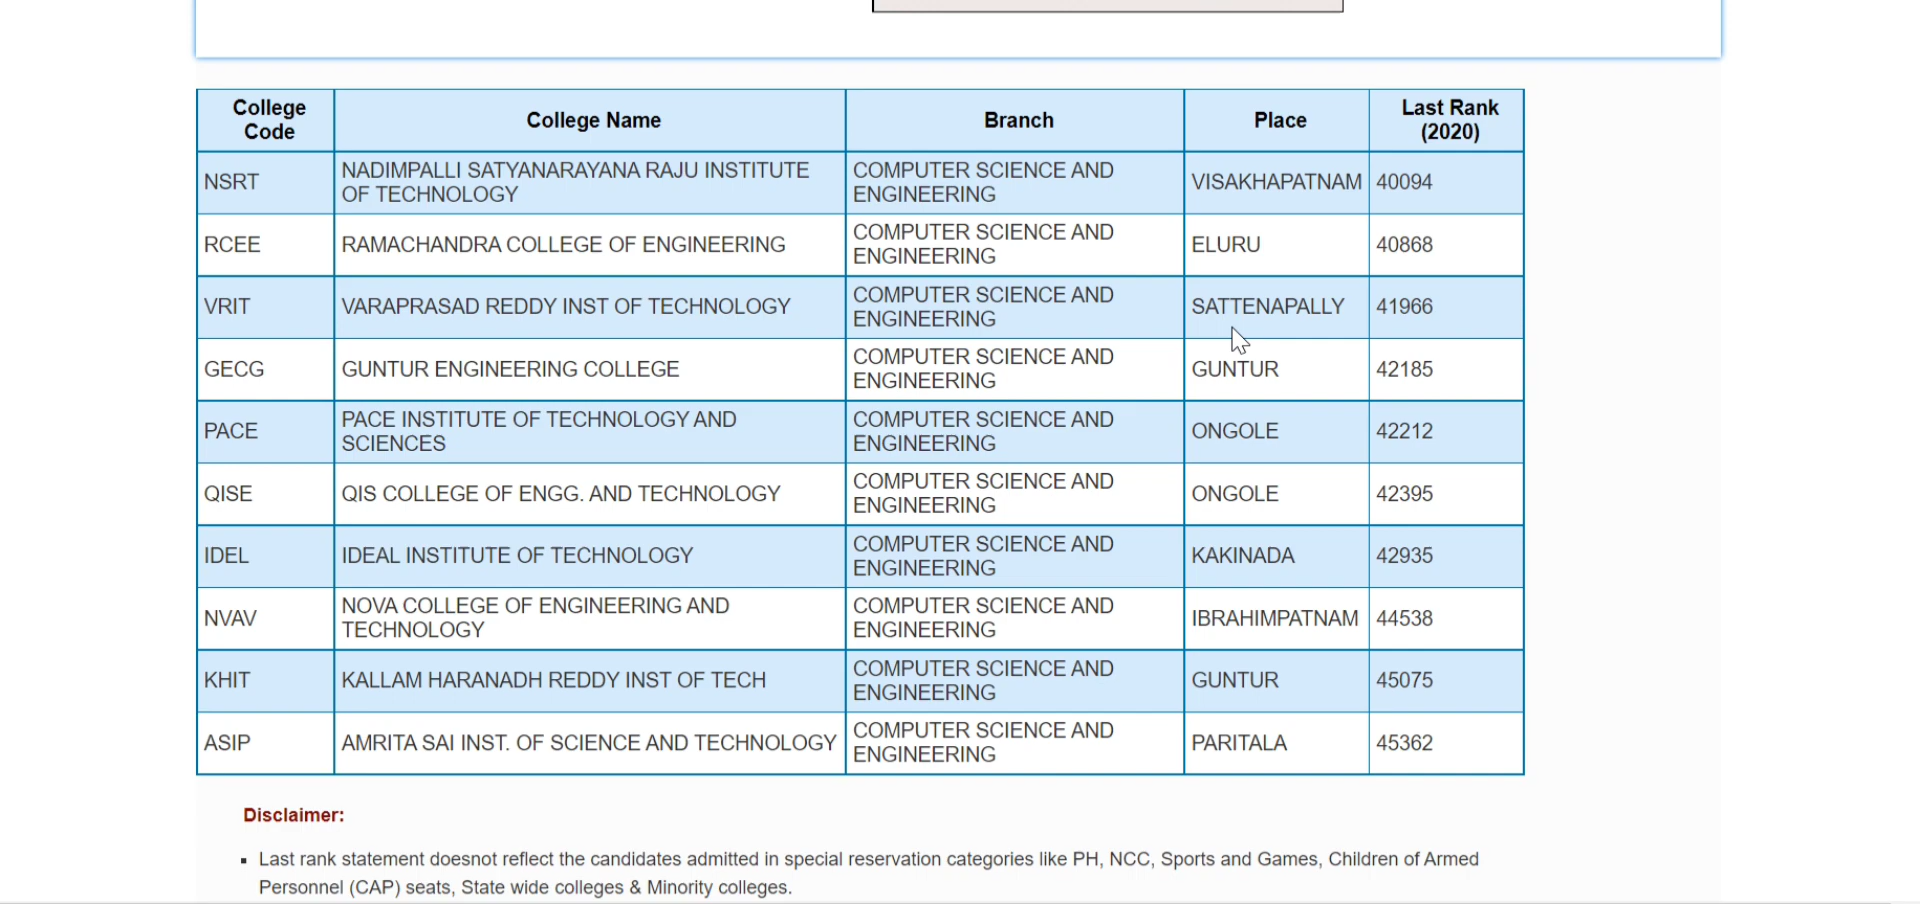 College Code
College Name
Branch
Place
Last Rank (2020)
NSRT
NADIMPALLI SATYANARAYANA RAJU INSTITUTE
OF TECHNOLOGY
COMPUTER SCIENCE AND
ENGINEERING
VISAKHAPATNAM
40094
RCEE
RAMACHANDRA COLLEGE OF ENGINEERING
COMPUTER SCIENCE AND
ENGINEERING
ELURU
40868
VRIT
VARAPRASAD REDDY INST OF TECHNOLOGY
COMPUTER SCIENCE AND
ENGINEERING
SATTENAPALLY
41966
GECG
GUNTUR ENGINEERING COLLEGE
COMPUTER SCIENCE AND
ENGINEERING
GUNTUR
42185
PACE
PACE INSTITUTE OF TECHNOLOGY AND
SCIENCES
COMPUTER SCIENCE AND
ENGINEERING
ONGOLE
42212
QISE
QIS COLLEGE OF ENGG. AND TECHNOLOGY
COMPUTER SCIENCE AND
ENGINEERING
ONGOLE
42395
IDEL
IDEAL INSTITUTE OF TECHNOLOGY
COMPUTER SCIENCE AND
ENGINEERING
KAKINADA
42935
NVAV
NOVA COLLEGE OF ENGINEERING AND
TECHNOLOGY
COMPUTER SCIENCE AND
ENGINEERING
IBRAHIMPATNAM
44538
KHIT
KALLAM HARANADH REDDY INST OF TECH
COMPUTER SCIENCE AND
ENGINEERING
GUNTUR
45075
ASIP
AMRITA SAI INST. OF SCIENCE AND TECHNOLOGY
COMPUTER SCIENCE AND
ENGINEERING
PARITALA
45362
Disclaimer:
▪ Last rank statement doesnot reflect the candidates admitted in special reservation categories like PH, NCC, Sports and Games, Children of Armed
Personnel (CAP) seats, State wide colleges & Minority colleges.